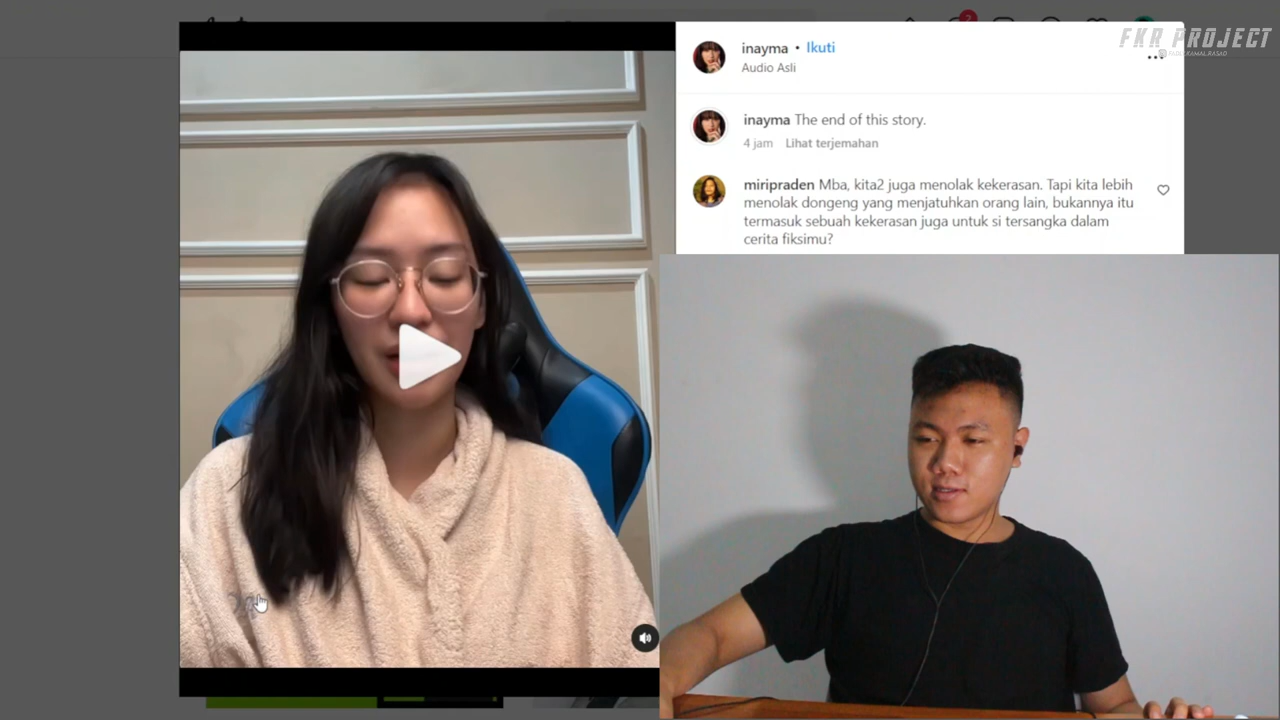 FKR PROJECT
inayma • Ikuti
Audio Asli
inayma The end of this story.
4 jam Lihat terjemahan
miripraden Mba, kita2 juga menolak kekerasan. Tapi kita lebih
menolak dongeng yang menjatuhkan orang lain, bukannya itu
termasuk sebuah kekerasan juga untuk si tersangka dalam
cerita fiksimu?